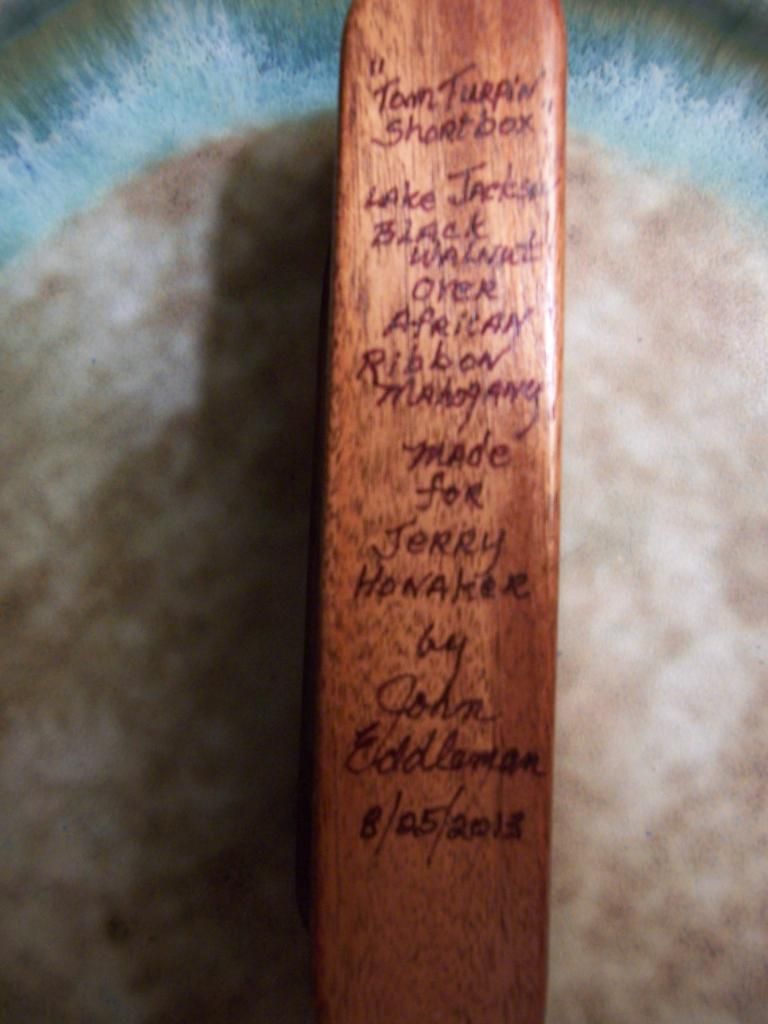 "Tom Turpin
Shortbox"
Lake Jackson
Black
Walnut
over
African
Ribbon
Mahogany
made
for
Jerry
Honaker
by
John
Eddleman
8/25/2013